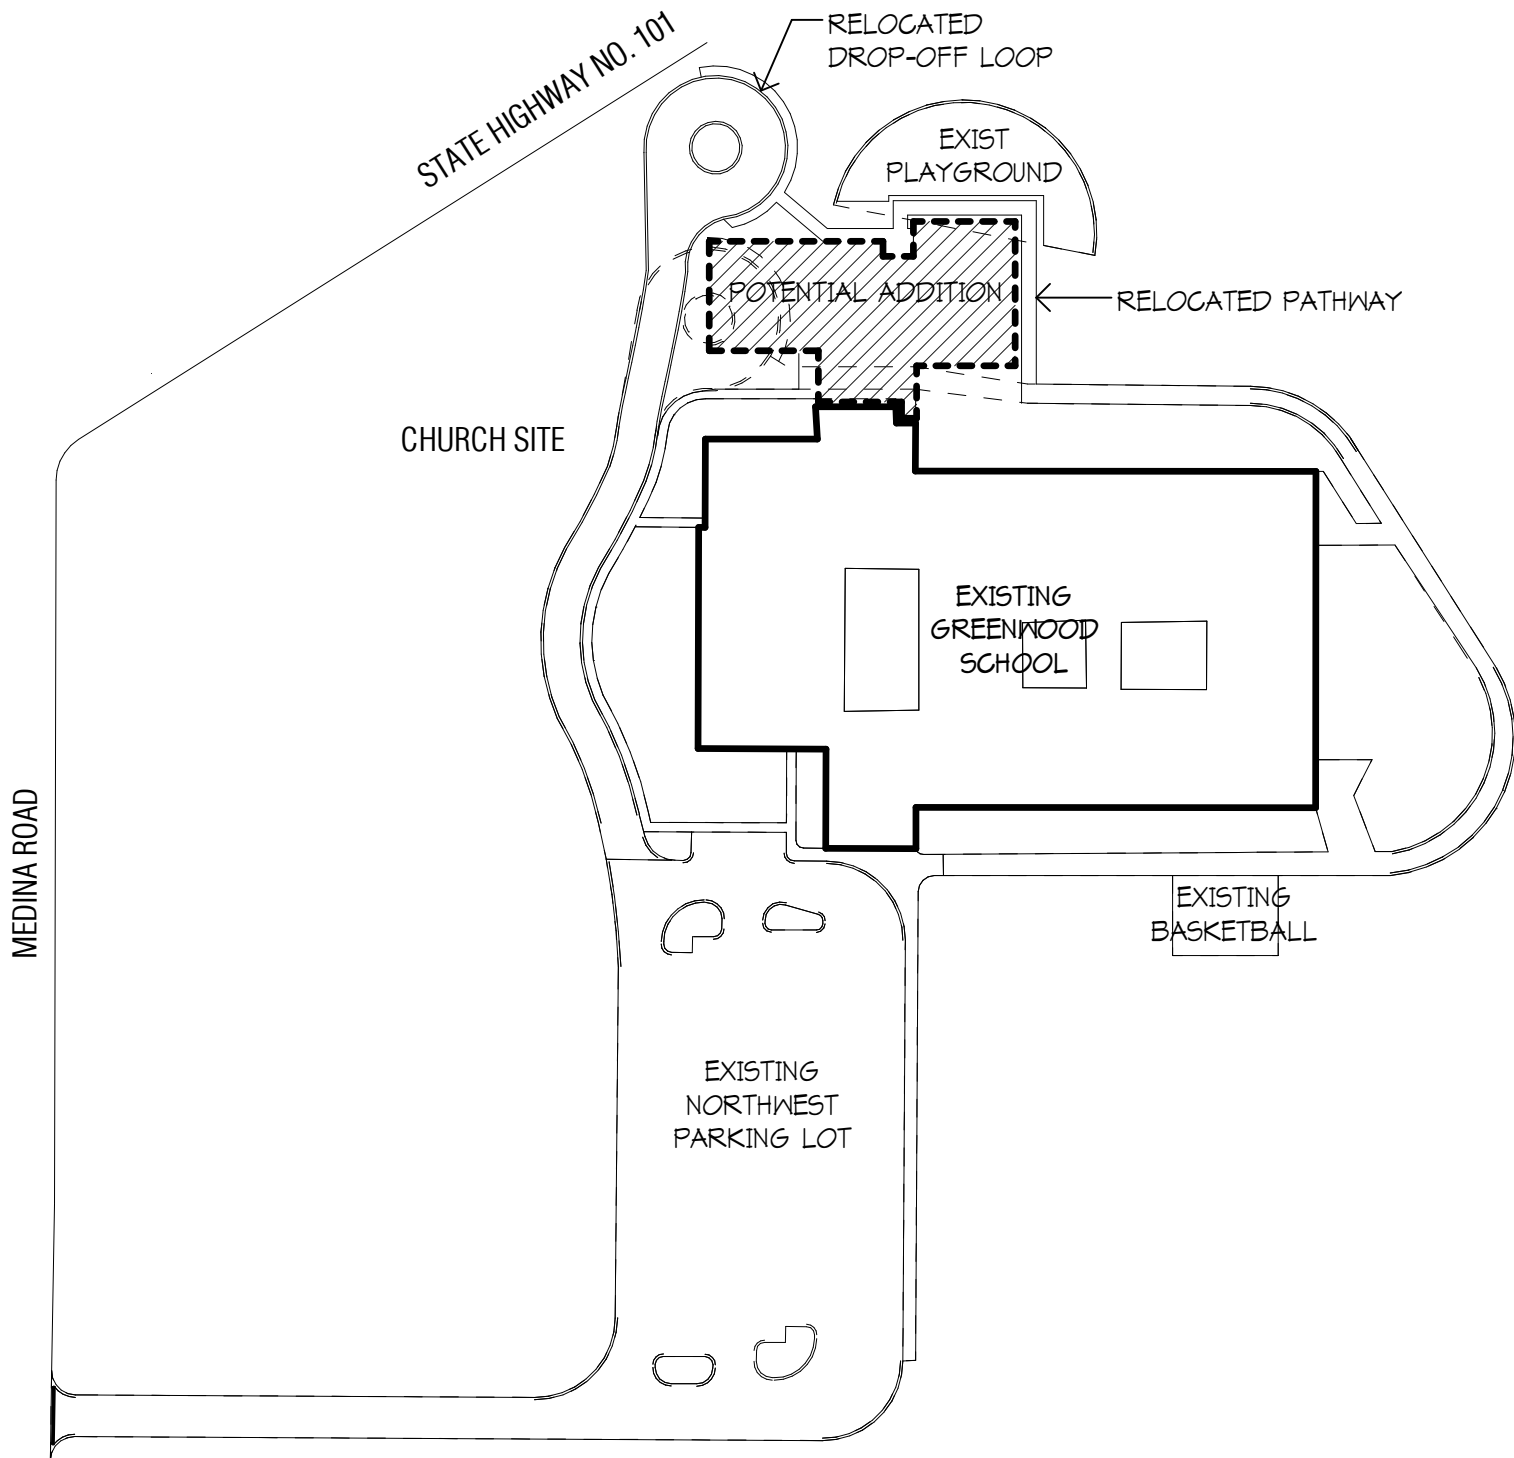 RELOCATED
DROP-OFF LOOP
STATE HIGHWAY NO. 101
EXIST
PLAYGROUND
POTENTIAL ADDITION
RELOCATED PATHWAY
CHURCH SITE
EXISTING
GREENWOOD
SCHOOL
MEDINA ROAD
EXISTING
BASKETBALL
EXISTING
NORTHWEST
PARKING LOT